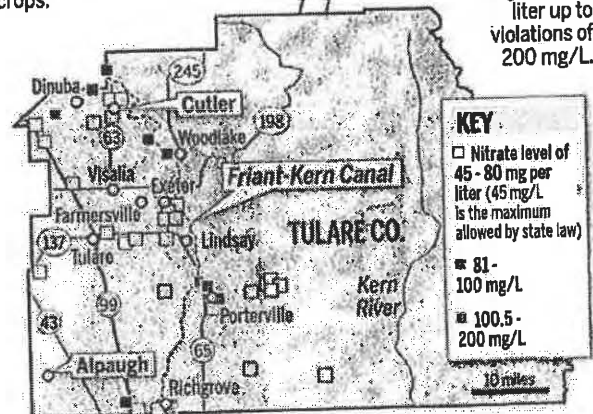 crops.
liter up to
violations of
200 mg/L.
Dinuba
245
Cutler
63
Woodlake
198
Visalia
Exeter
Friant-Kern Canal
Farmersville
137
Tulare
Lindsay
TULARE CO.
Kern
River
99
43
65
Porterville
Alpaugh
Richgrove
KEY
□ Nitrate level of
45 - 80 mg per
liter (45 mg/L
is the maximum
allowed by state law)
81 -
100 mg/L
100.5 -
200 mg/L
10 miles